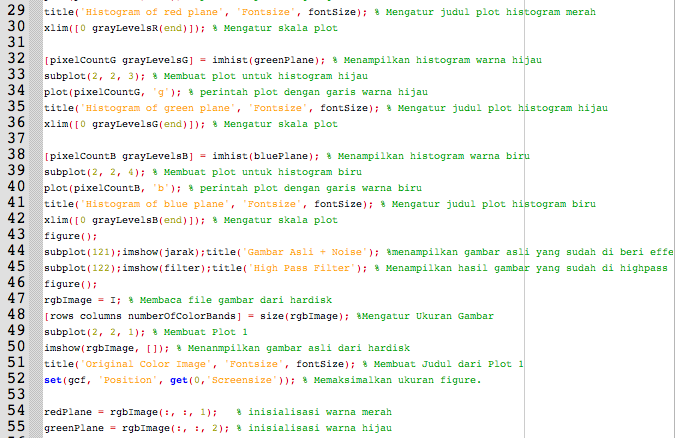 29 title('Histogram of red plane', 'Fontsize', fontSize); % Mengatur judul plot histogram merah
30 xlim([0 grayLevelsR(end)]); % Mengatur skala plot
31
32 [pixelCountG grayLevelsG] = imhist(greenPlane); % Menampilkan histogram warna hijau
33 subplot(2, 2, 3); % Membuat plot untuk histogram hijau
34 plot(pixelCountG, 'g'); % perintah plot dengan garis warna hijau
35 title('Histogram of green plane', 'Fontsize', fontSize); % Mengatur judul plot histogram hijau
36 xlim([0 grayLevelsG(end)]); % Mengatur skala plot
37
38 [pixelCountB grayLevelsB] = imhist(bluePlane); % Menampilkan histogram warna biru
39 subplot(2, 2, 4); % Membuat plot untuk histogram biru
40 plot(pixelCountB, 'b'); % perintah plot dengan garis warna biru
41 title('Histogram of blue plane', 'Fontsize', fontSize); % Mengatur judul plot histogram biru
42 xlim([0 grayLevelsB(end)]); % Mengatur skala plot
43 figure();
44 subplot(121);imshow(jarak);title('Gambar Asli + Noise'); %menampilkan gambar asli yang sudah di beri effe
45 subplot(122);imshow(filter);title('High Pass Filter'); % Menampilkan hasil gambar yang sudah di highpass
46 figure();
47 rgbImage = I; % Membaca file gambar dari hardisk
48 [rows columns numberOfColorBands] = size(rgbImage); %Mengatur Ukuran Gambar
49 subplot(2, 2, 1); % Membuat Plot 1
50 imshow(rgbImage, []); % Menanmpilkan gambar asli dari hardisk
51 title('Original Color Image', 'Fontsize', fontSize); % Membuat Judul dari Plot 1
52 set(gcf, 'Position', get(0,'Screensize')); % Memaksimalkan ukuran figure.
53
54 redPlane = rgbImage(:, :, 1); % inisialisasi warna merah
55 greenPlane = rgbImage(:, :, 2); % inisialisasi warna hijau